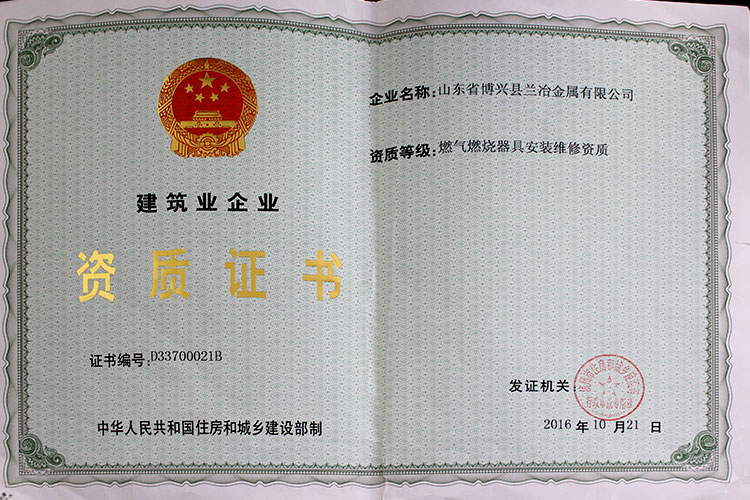 建筑业企业
资质证书
证书编号:D33700021B
中华人民共和国住房和城乡建设部制
企业名称:山东省博兴县兰冶金属有限公司
资质等级:燃气燃烧器具安装维修资质
发证机关:
2016 年 10 月 21 日